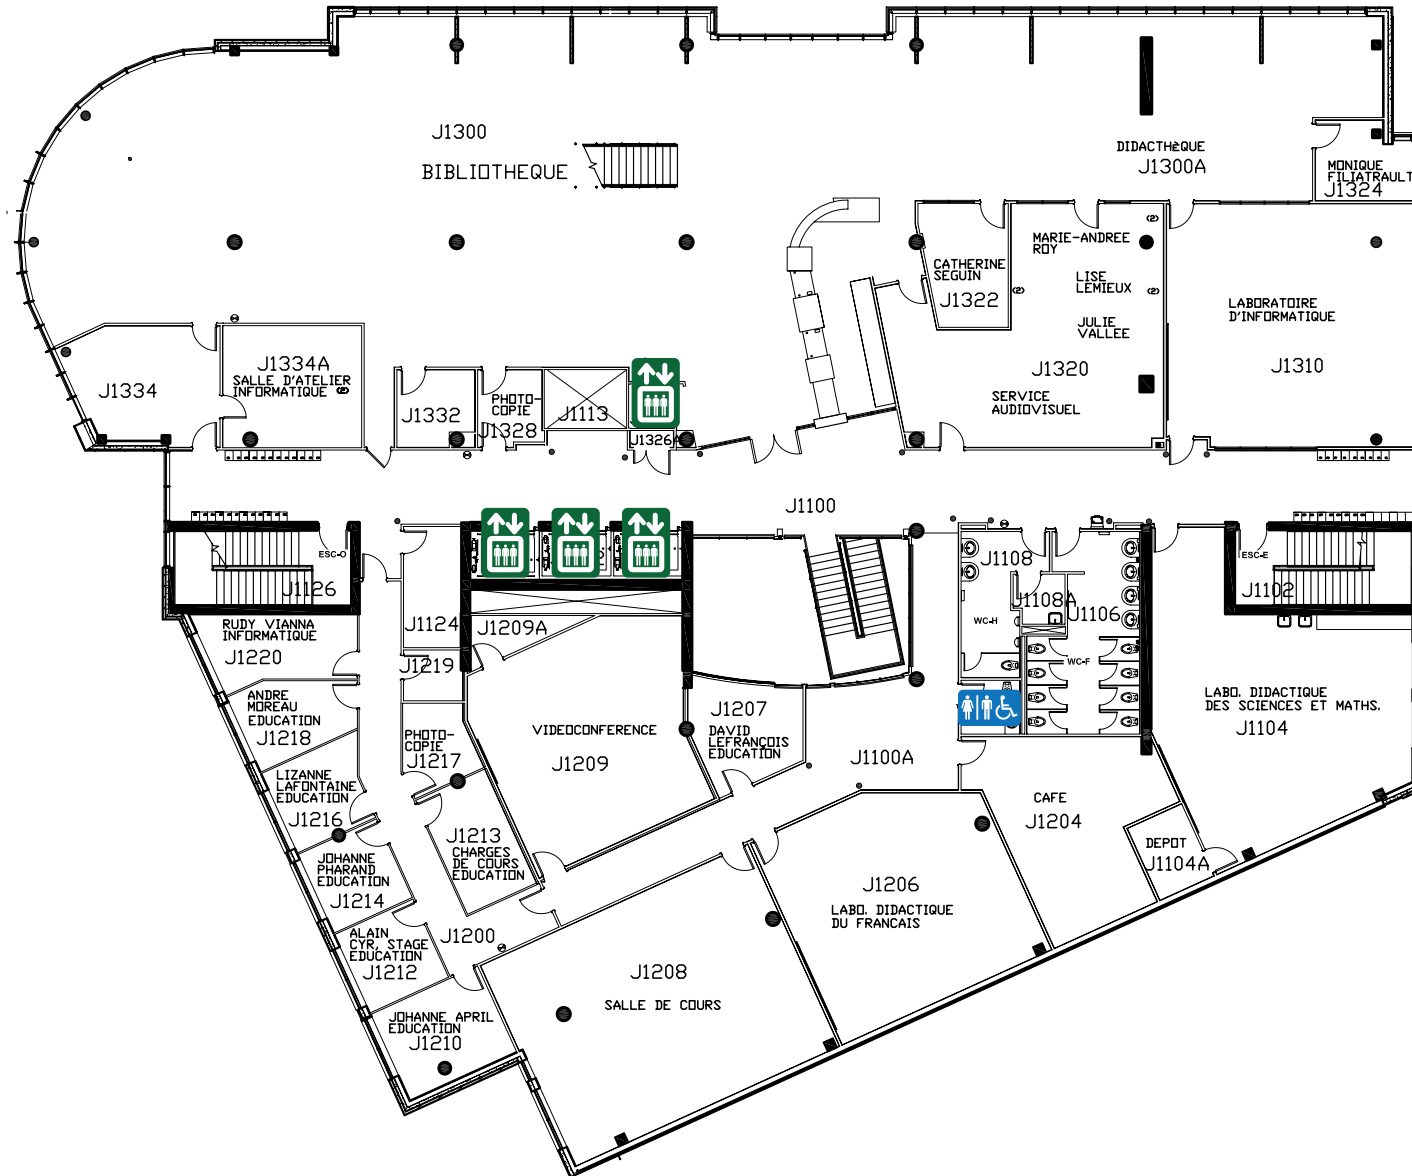 J1300
BIBLIOTHEQUE
DIDACTHèQUE
J1300A
MONIQUE
FILIATRAULT
J1324
MARIE-ANDREE
ROY
CATHERINE
SEGUIN
J1322
LISE
LEMIEUX
JULIE
VALLEE
J1320
SERVICE
AUDIOVISUEL
LABORATOIRE
D'INFORMATIQUE
J1310
J1334
J1334A
SALLE D'ATELIER
INFORMATIQUE
J1332
PHOTO-
COPIE
J1328
J1113
J1326A
J1100
ESC-O
J1126
J1124
J1209A
J1108
J1108A
J1106
WC-H
WC-F
ESC-E
J1102
RUDY VIANNA
INFORMATIQUE
J1220
J1219
ANDRE
MOREAU
EDUCATION
J1218
PHOTO-
COPIE
J1217
VIDEOCONFERENCE
J1209
J1207
DAVID
LEFRANÇOIS
EDUCATION
J1100A
LABO. DIDACTIQUE
DES SCIENCES ET MATHS.
J1104
LIZANNE
LAFONTAINE
EDUCATION
J1216
CAFE
J1204
J1213
CHARGES
DE COURS
EDUCATION
DEPOT
J1104A
JOHANNE
PHARAND
EDUCATION
J1214
J1206
LABO. DIDACTIQUE
DU FRANCAIS
ALAIN
CYR, STAGE
EDUCATION
J1212
J1200
J1208
SALLE DE COURS
JOHANNE APRIL
EDUCATION
J1210